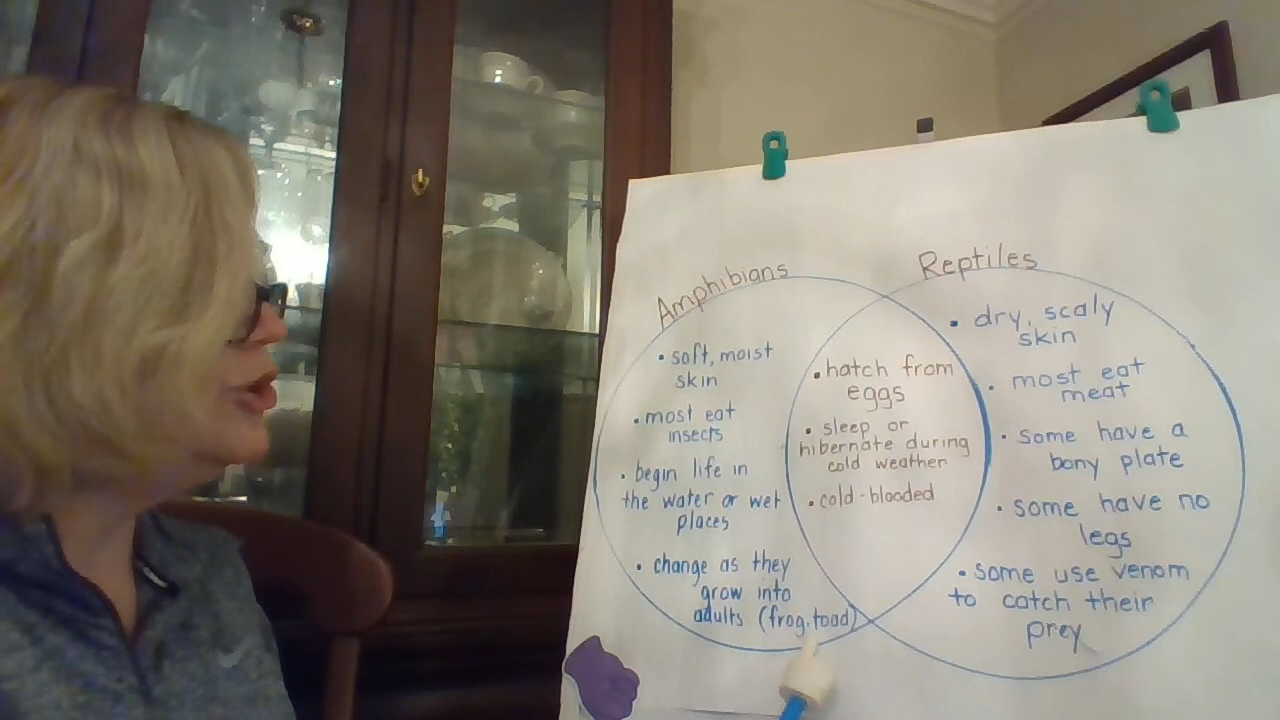 Amphibians
• soft, moist
skin
• most eat
insects
• begin life in
the water or wet
places
• change as they
grow into
adults (frog, toad)
• hatch from
eggs
• sleep or
hibernate during
cold weather
• cold-blooded
Reptiles
• dry, scaly
skin
• most eat
meat
• some have a
bony plate
• some have no
legs
• some use venom
to catch their
prey